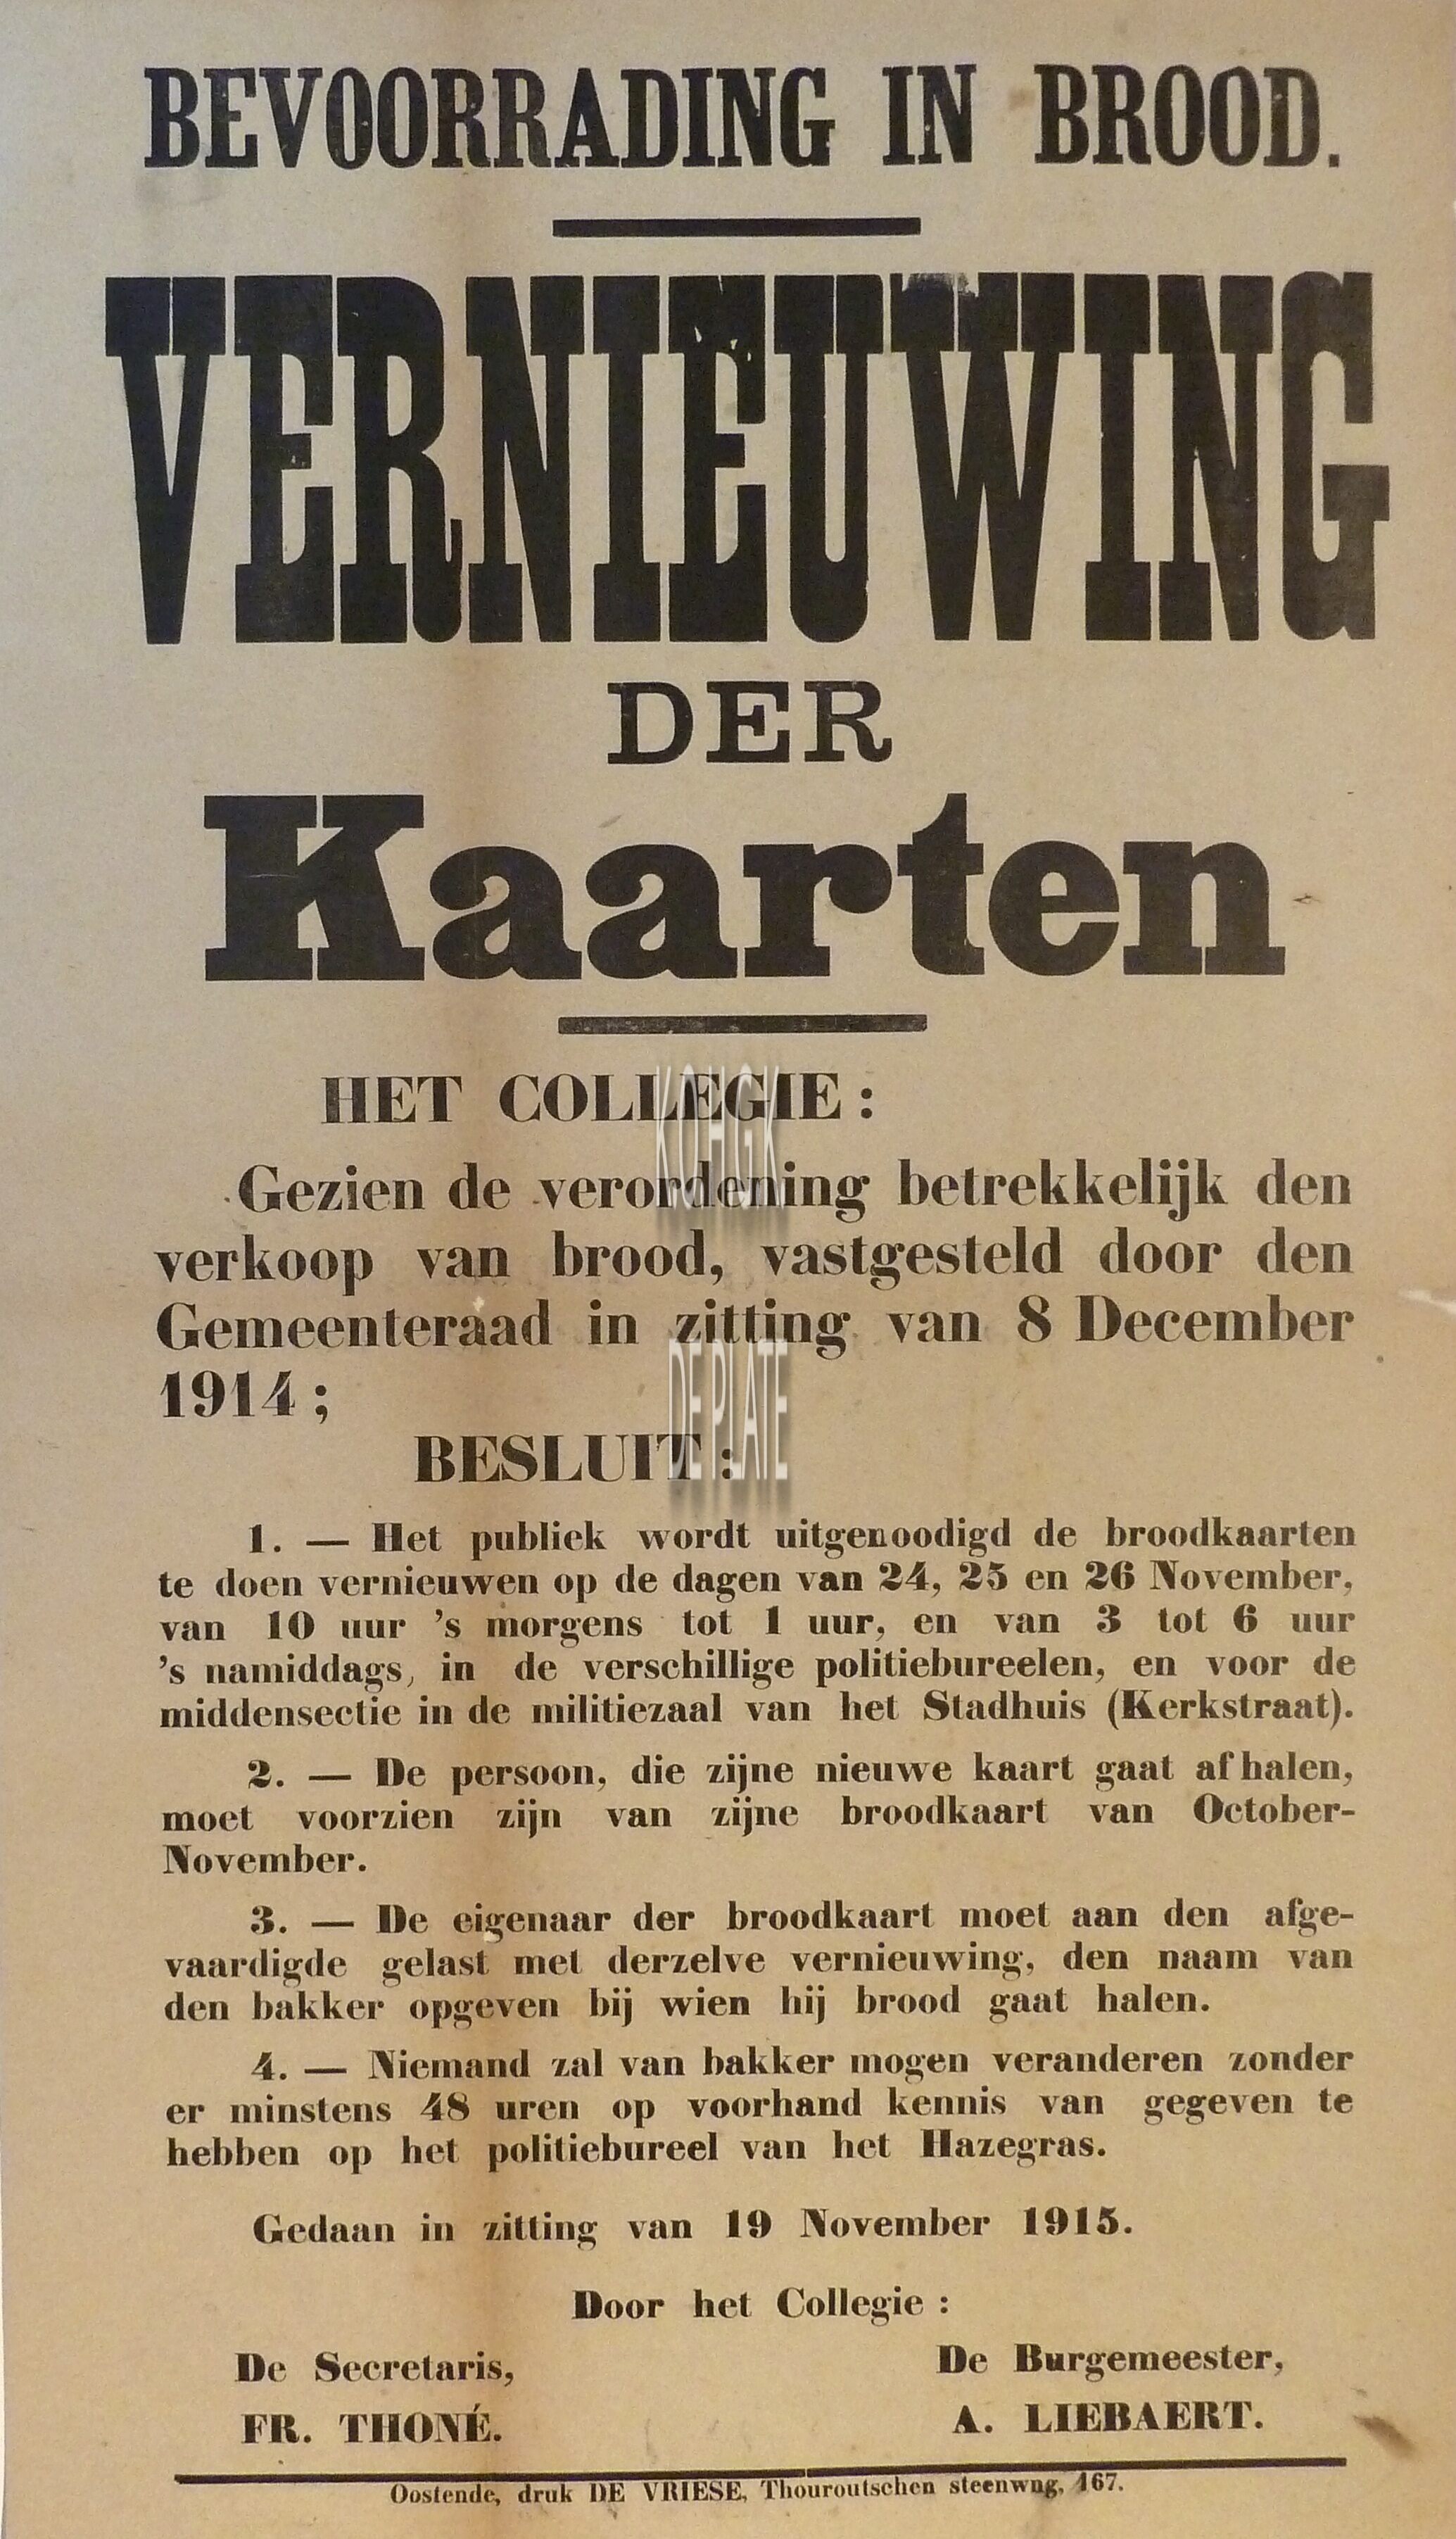 BEVOORRADING IN BROOD.
VERNIEUWING
DER
Kaarten
HET COLLEGIE :
KOHGK
Gezien de verordening betrekkelijk den
verkoop van brood, vastgesteld door den
Gemeenteraad in zitting van 8 December
1914 ;
DE PLATE
BESLUIT :
1. — Het publiek wordt uitgenoodigd de broodkaarten
te doen vernieuwen op de dagen van 24, 25 en 26 November,
van 10 uur 's morgens tot 1 uur, en van 3 tot 6 uur
's namiddags, in de verschillige politiebureelen, en voor de
middensectie in de militiezaal van het Stadhuis (Kerkstraat).
2. — De persoon, die zijne nieuwe kaart gaat afhalen,
moet voorzien zijn van zijne broodkaart van October-
November.
3. — De eigenaar der broodkaart moet aan den afge-
vaardigde gelast met derzelve vernieuwing, den naam van
den bakker opgeven bij wien hij brood gaat halen.
4. — Niemand zal van bakker mogen veranderen zonder
er minstens 48 uren op voorhand kennis van gegeven te
hebben op het politiebureel van het Hazegras.
Gedaan in zitting van 19 November 1915.
Door het Collegie :
De Secretaris,
FR. THONÉ.
De Burgemeester,
A. LIEBAERT.
Oostende, druk DE VRIESE, Thouroutschen steenwng, 167.